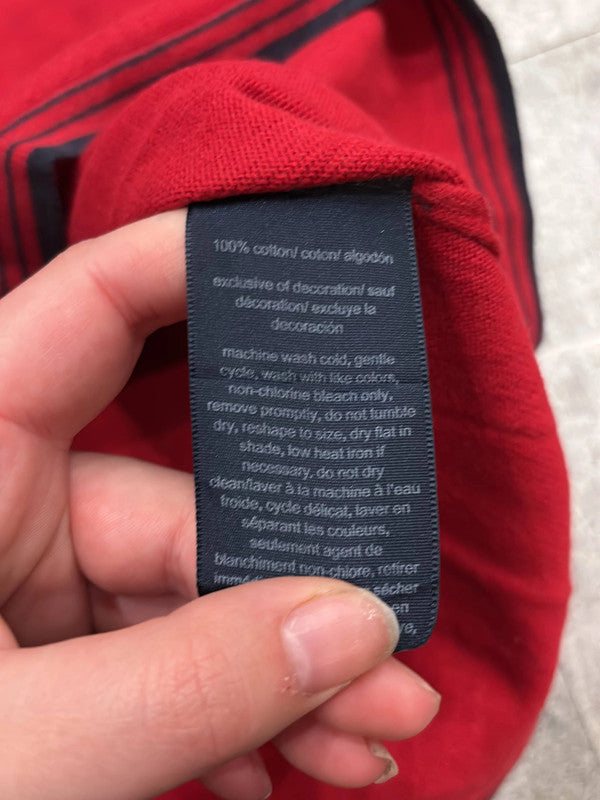 100% cotton/ coton/ algodón
exclusive of decoration/ sauf
décoration/ excluye la
decoración
machine wash cold, gentle
cycle, wash with like colors,
non-chlorine bleach only,
remove promptly, do not tumble
dry, reshape to size, dry flat in
shade, low heat iron if
necessary, do not dry
clean/laver à la machine à l'eau
froide, cycle délicat, laver en
séparant les couleurs,
seulement agent de
blanchiment non-chlore, retirer
sécher
en